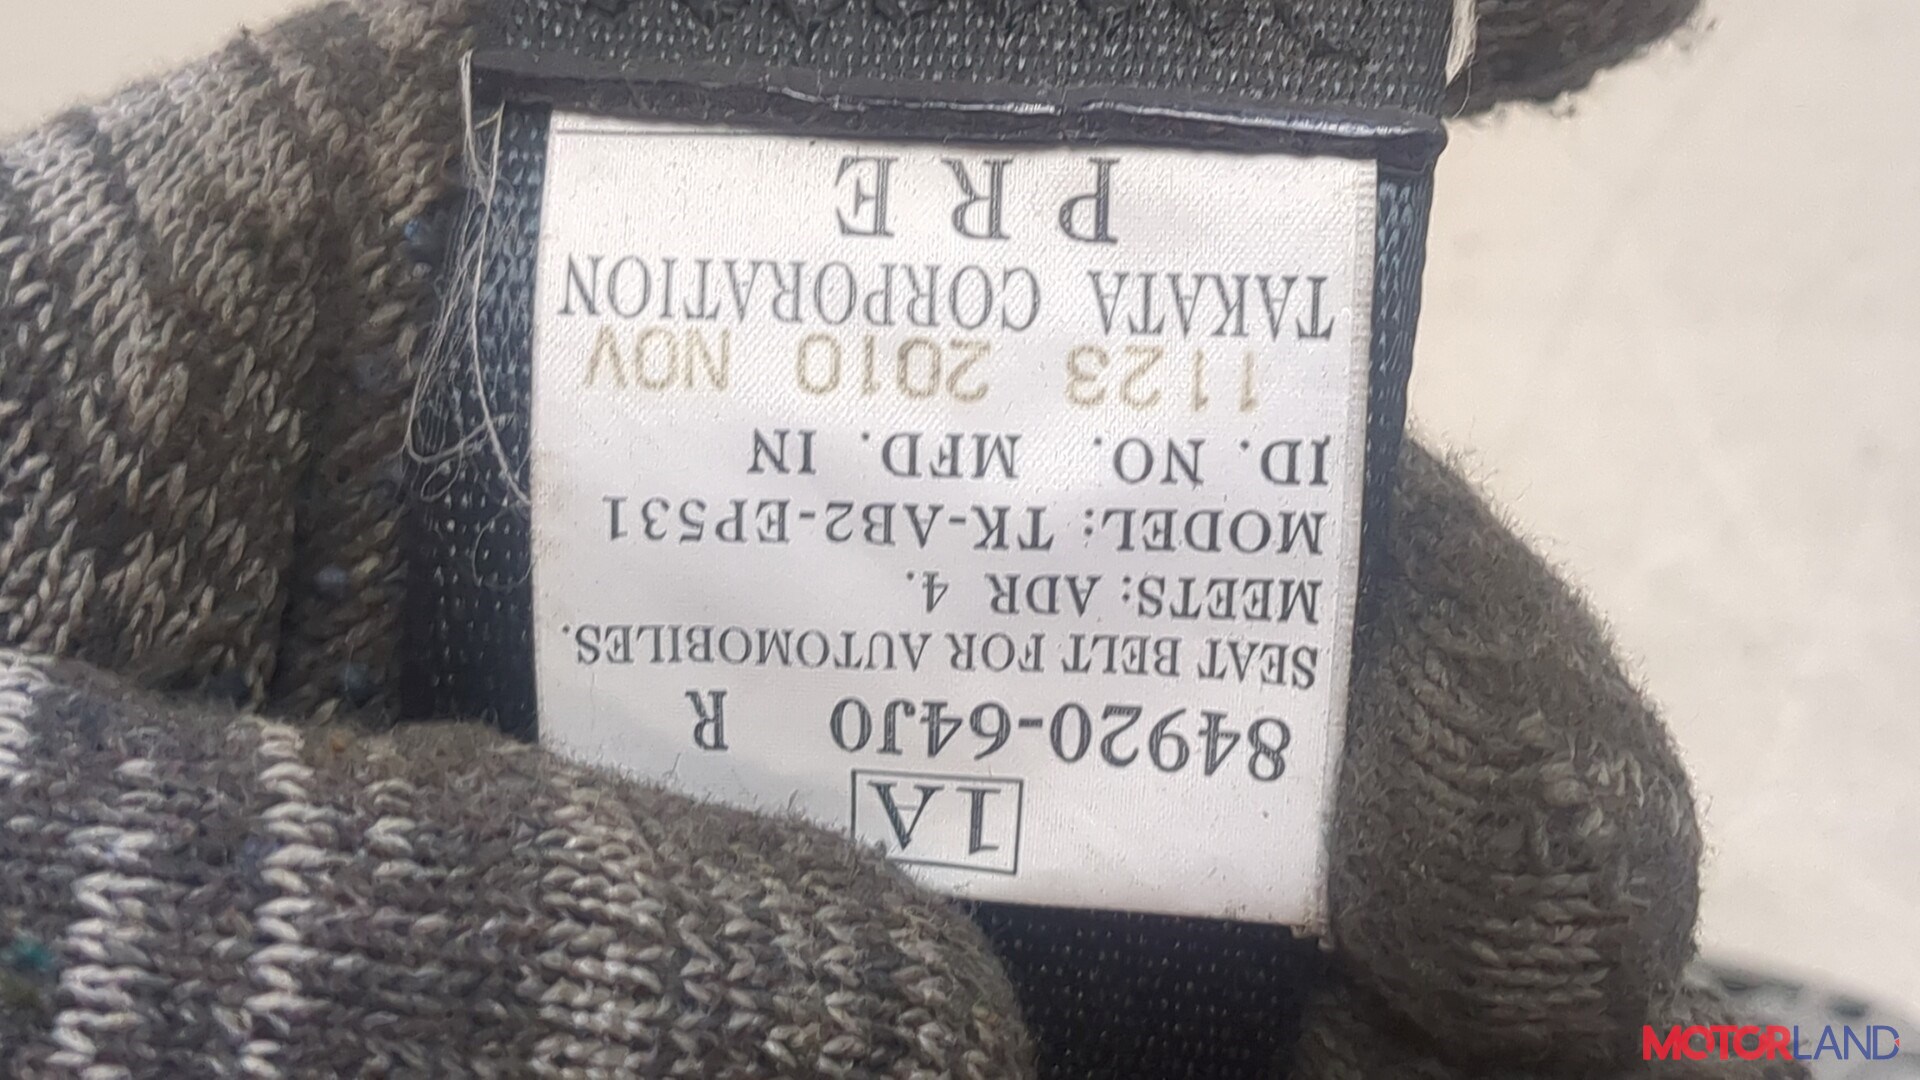 1A
84920-64J0 R
SEAT BELT FOR AUTOMOBILES.
MEETS: ADR 4.
MODEL: TK-AB2-EP531
ID. NO. MFD. IN
1123 2010 NOV
TAKATA CORPORATION
PRE
MOTORLAND